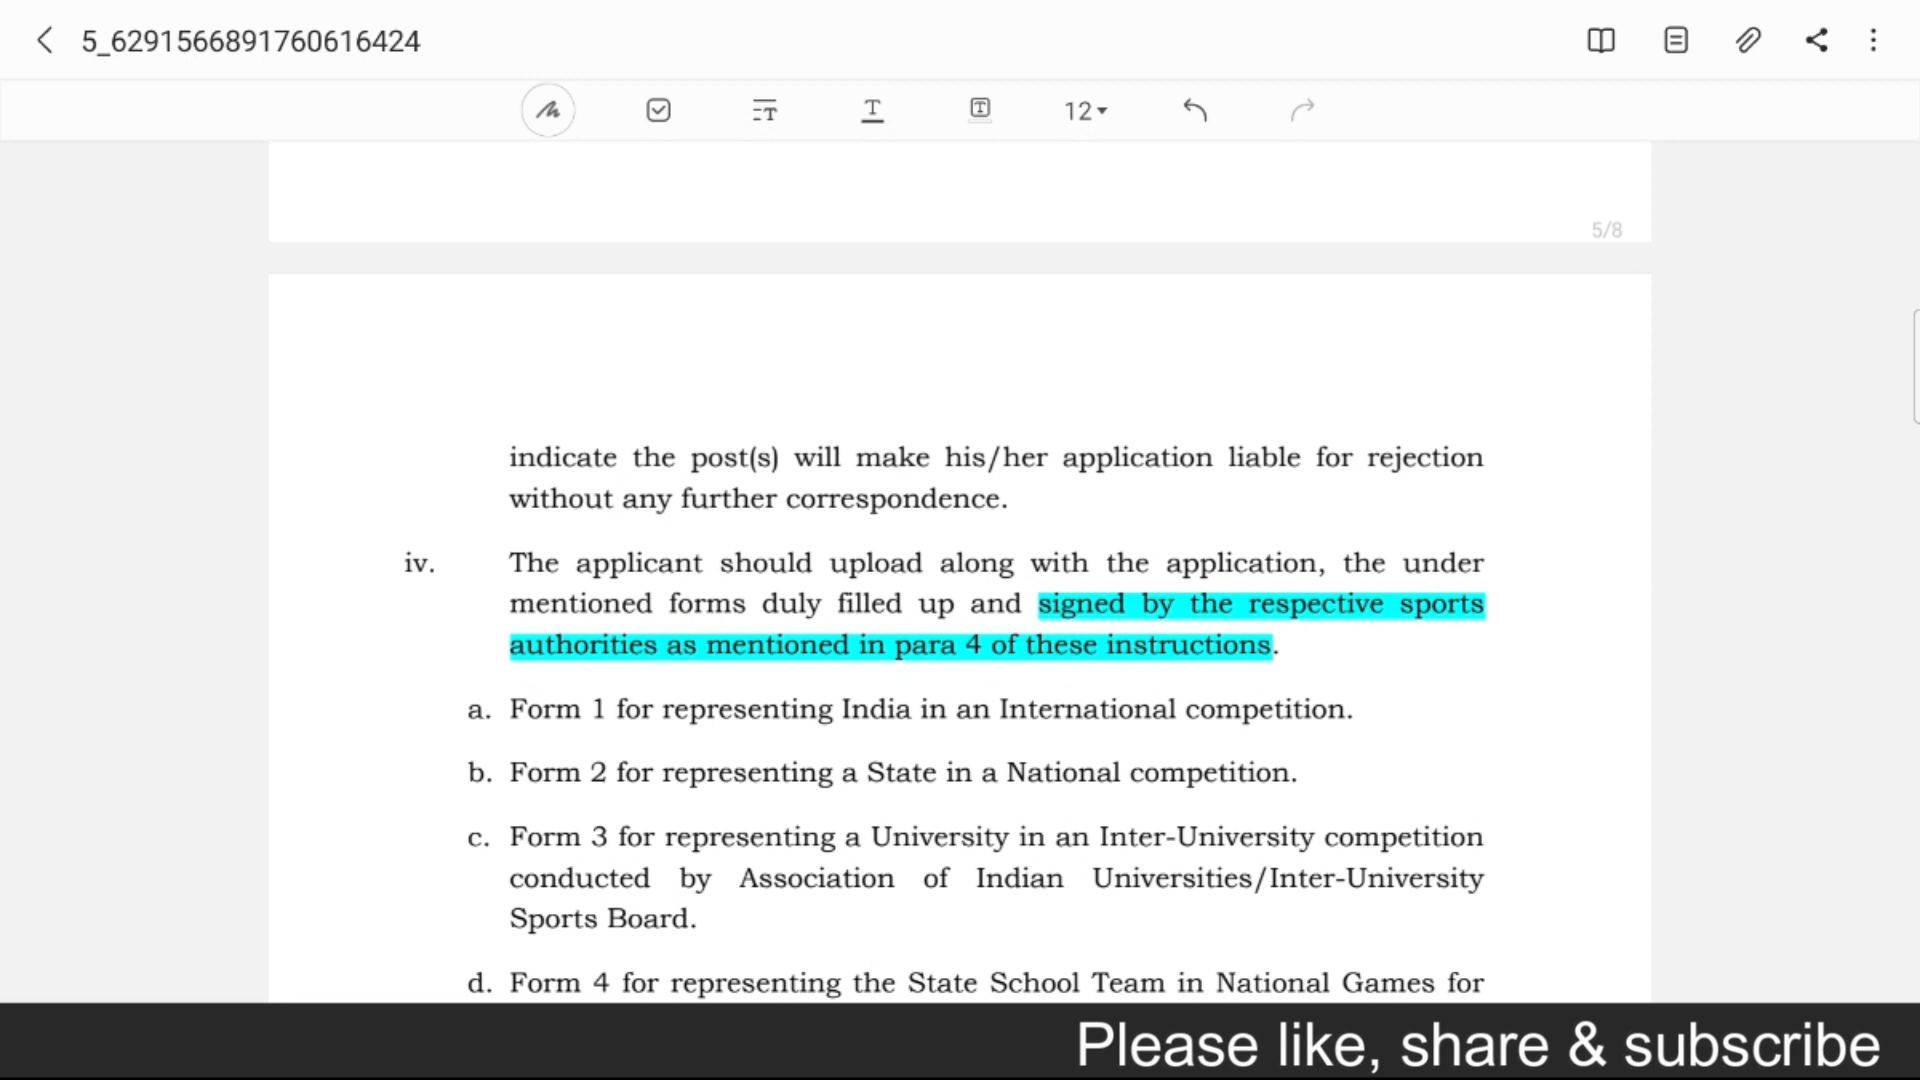 5_6291566891760616424
12
5/8
indicate the post(s) will make his/her application liable for rejection
without any further correspondence.
iv. The applicant should upload along with the application, the under
mentioned forms duly filled up and signed by the respective sports
authorities as mentioned in para 4 of these instructions.
a. Form 1 for representing India in an International competition.
b. Form 2 for representing a State in a National competition.
c. Form 3 for representing a University in an Inter-University competition
conducted by Association of Indian Universities/Inter-University
Sports Board.
d. Form 4 for representing the State School Team in National Games for
Please like, share & subscribe